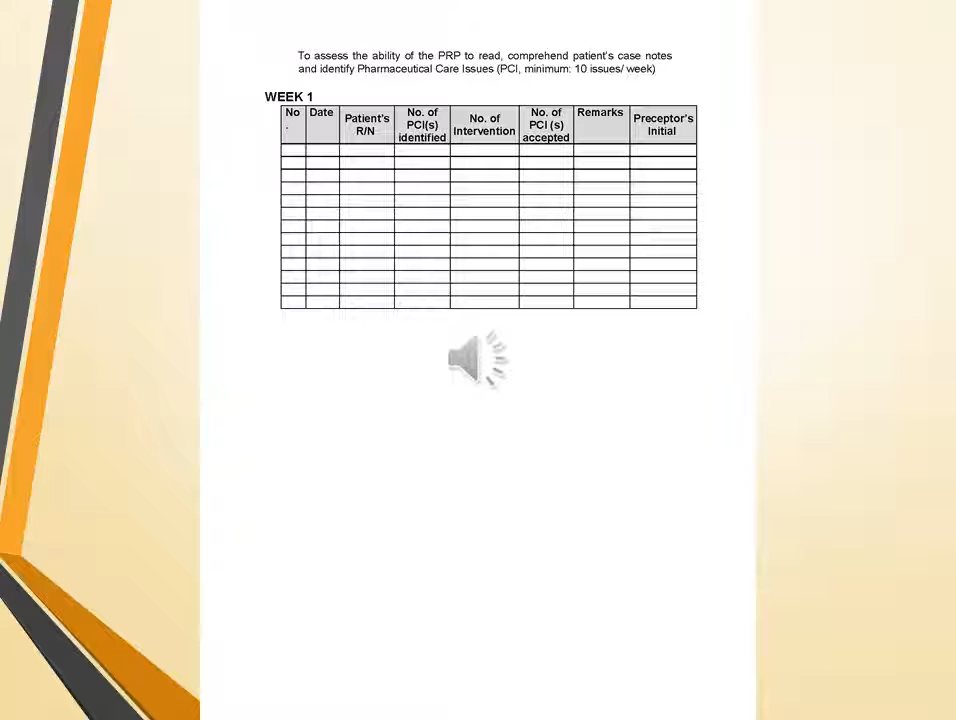 To assess the ability of the PRP to read, comprehend patient's case notes
and identify Pharmaceutical Care Issues (PCI, minimum: 10 issues/ week)
WEEK 1
No
.
Date
Patient's
R/N
No. of
PCI(s)
identified
No. of
Intervention
No. of
PCI (s)
accepted
Remarks
Preceptor's
Initial